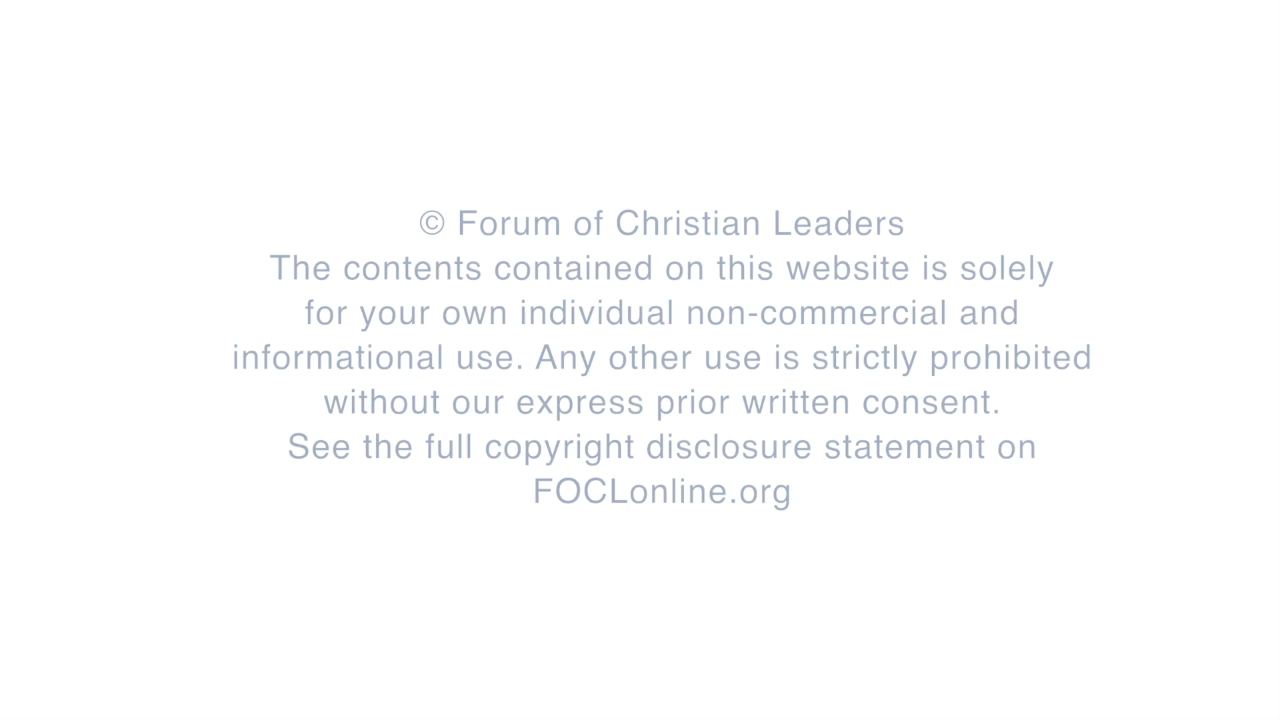 © Forum of Christian Leaders
The contents contained on this website is solely
for your own individual non-commercial and
informational use. Any other use is strictly prohibited
without our express prior written consent.
See the full copyright disclosure statement on
FOCLonline.org